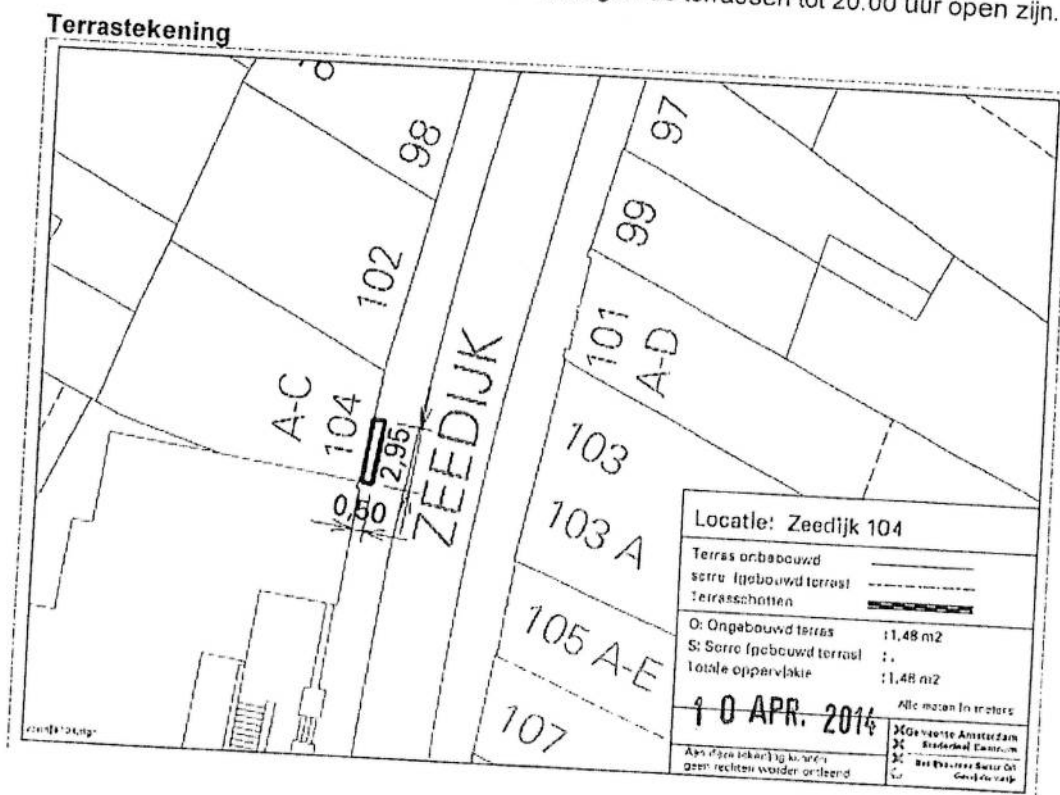 terrassen tot 20.00 uur open zijn.
Terrastekening
98
97
102
99
A-C
104
2,95
0,50
ZEEDIJK
101
A-D
103
103 A
105 A-E
107
Locatie: Zeedijk 104
Terras onbebouwd
serre (gebouwd terras)
Terrasschotten
O: Ongebouwd terras :1,48 m2
S: Serre (gebouwd terras) :.
Totale oppervlakte :1,48 m2
Alle maten in meters
10 APR. 2014
Aan deze tekening kunnen
geen rechten worden ontleend
Gemeente Amsterdam
Stadsdeel Centrum